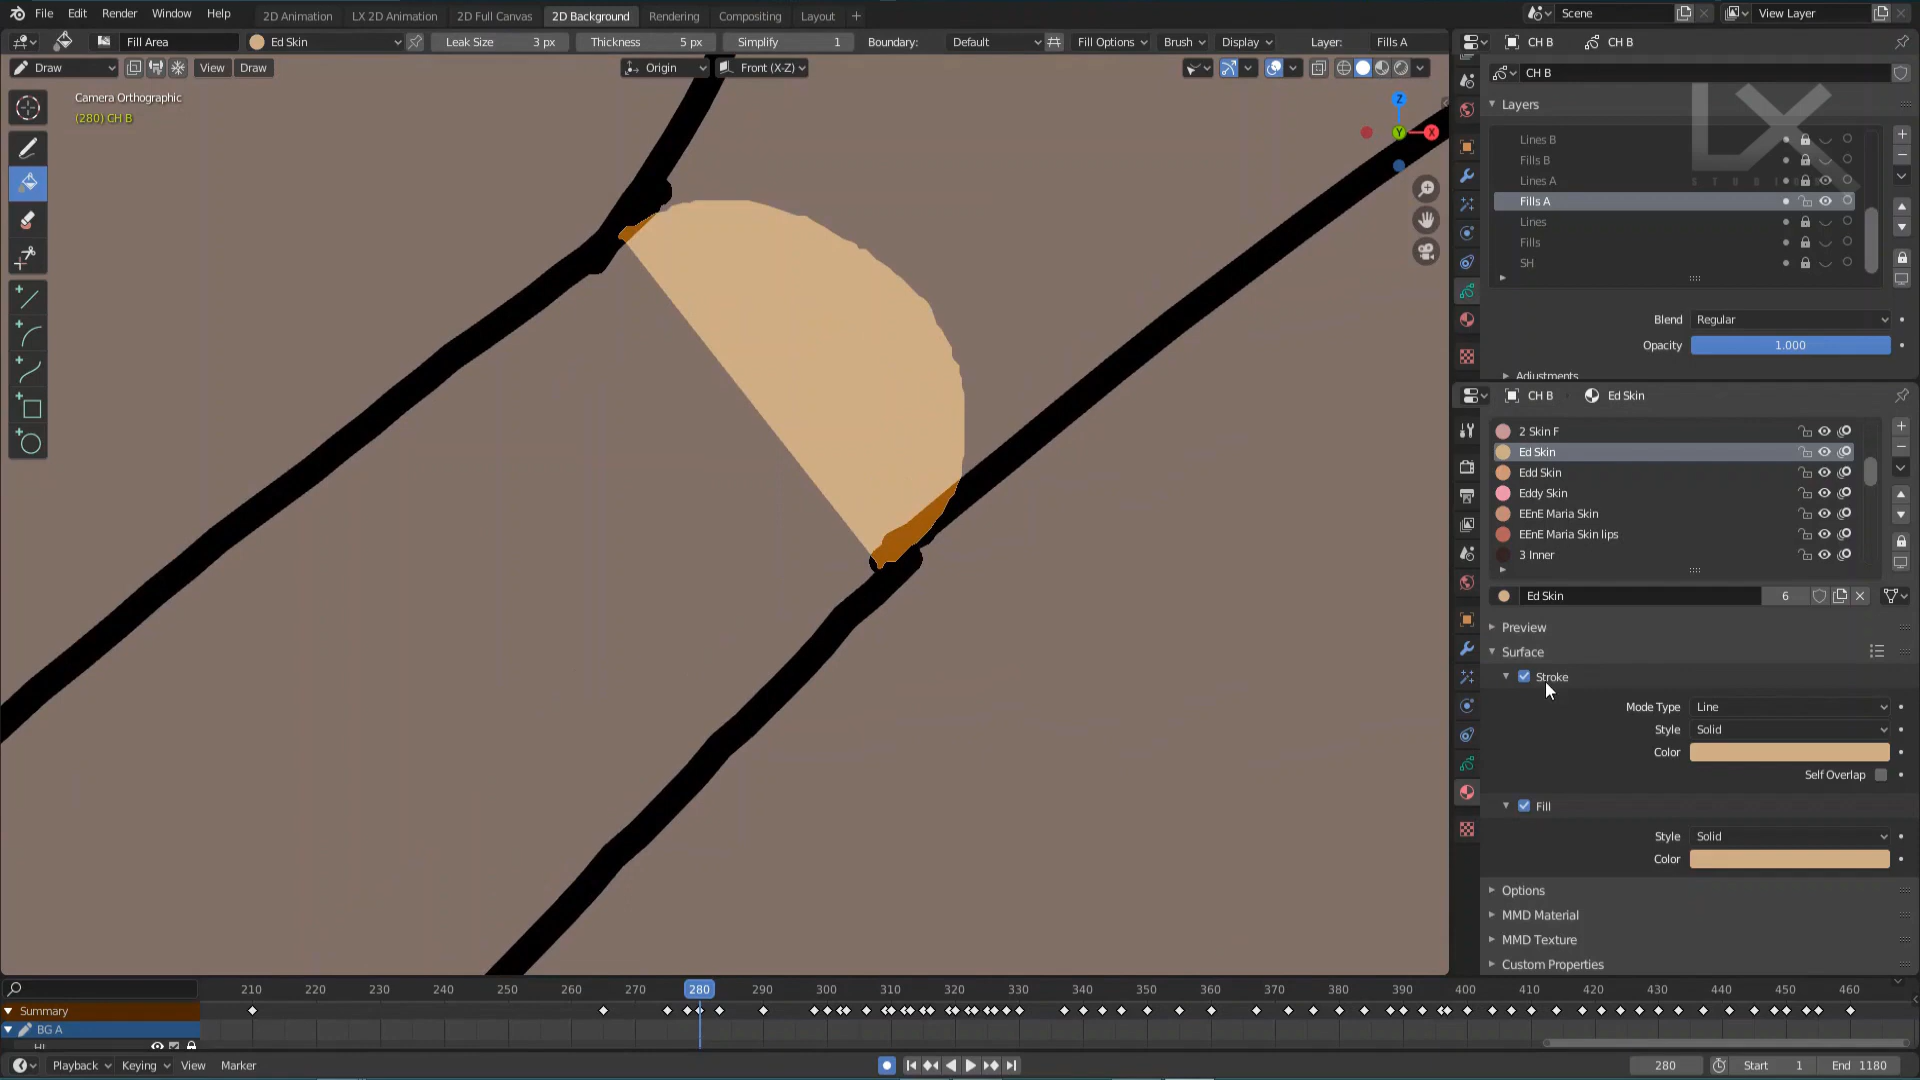 File Edit Render Window Help 2D Animation LX 2D Animation 2D Full Canvas 2D Background Rendering Compositing Layout + Scene View Layer
Fill Area Ed Skin Leak Size 3 px Thickness 5 px Simplify 1 Boundary: Default Fill Options Brush Display Layer: Fills A
Draw View Draw Origin Front (X-Z)
Camera Orthographic
(280) CH B
Z
Y
X
CH B CH B
CH B
Layers
LX
STUDIO
Lines B
Fills B
Lines A
Fills A
Lines
Fills
SH
Blend Regular
Opacity 1.000
Adjustments
CH B Ed Skin
2 Skin F
Ed Skin
Edd Skin
Eddy Skin
EEnE Maria Skin
EEnE Maria Skin lips
3 Inner
Ed Skin 6
Preview
Surface
Stroke
Mode Type Line
Style Solid
Color
Self Overlap
Fill
Style Solid
Color
Options
MMD Material
MMD Texture
Custom Properties
210 220 230 240 250 260 270 280 290 300 310 320 330 340 350 360 370 380 390 400 410 420 430 440 450 460
Summary
BG A
HI
Playback Keying View Marker 280 Start 1 End 1180